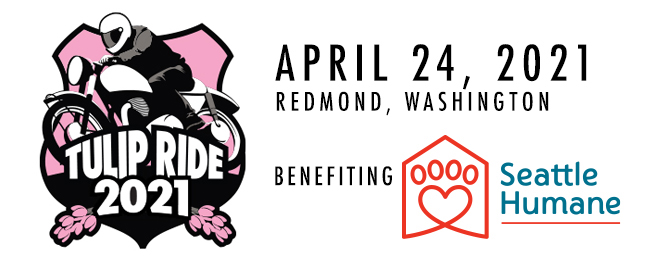 TULIP RIDE
2021
APRIL 24, 2021
REDMOND, WASHINGTON
BENEFITING
Seattle
Humane